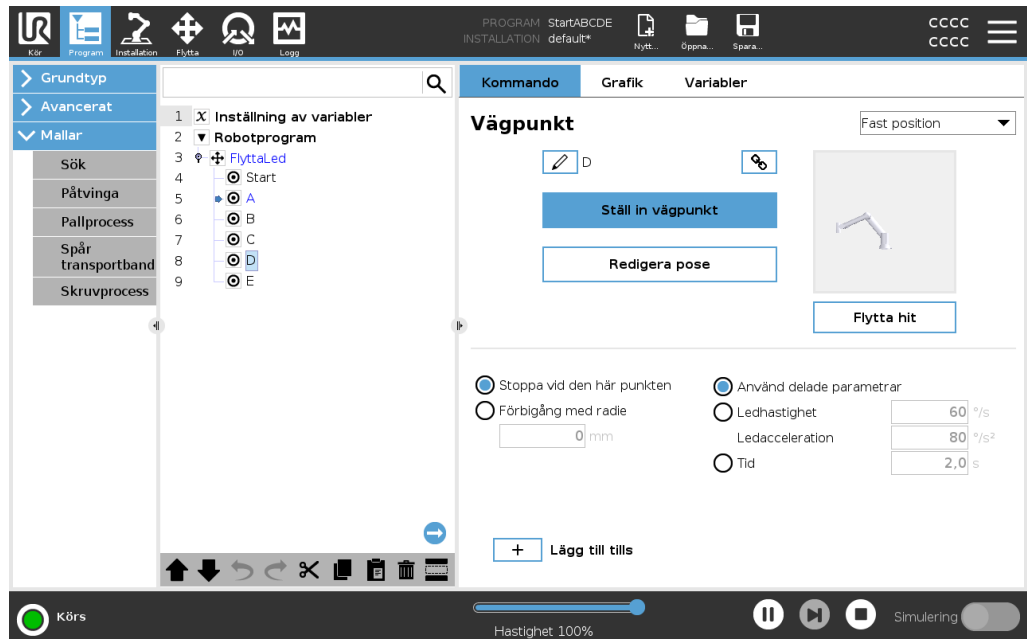 PROGRAM StartABCDE
INSTALLATION default*
cccc
cccc
UR
Kör
Program
Installation
Flytta
I/O
Logg
Nytt...
Öppna...
Spara...
Grundtyp
Avancerat
Mallar
Sök
Påtvinga
Pallprocess
Spår
transportband
Skruvprocess
1 X Inställning av variabler
2 Robotprogram
3 FlyttaLed
4 Start
5 A
6 B
7 C
8 D
9 E
Kommando
Grafik
Variabler
Vägpunkt
Fast position
D
Ställ in vägpunkt
Redigera pose
Flytta hit
Stoppa vid den här punkten
Förbigång med radie
0 mm
Använd delade parametrar
Ledhastighet 60 °/s
Ledacceleration 80 °/s²
Tid 2,0 s
+ Lägg till tills
Körs
Hastighet 100%
Simulering